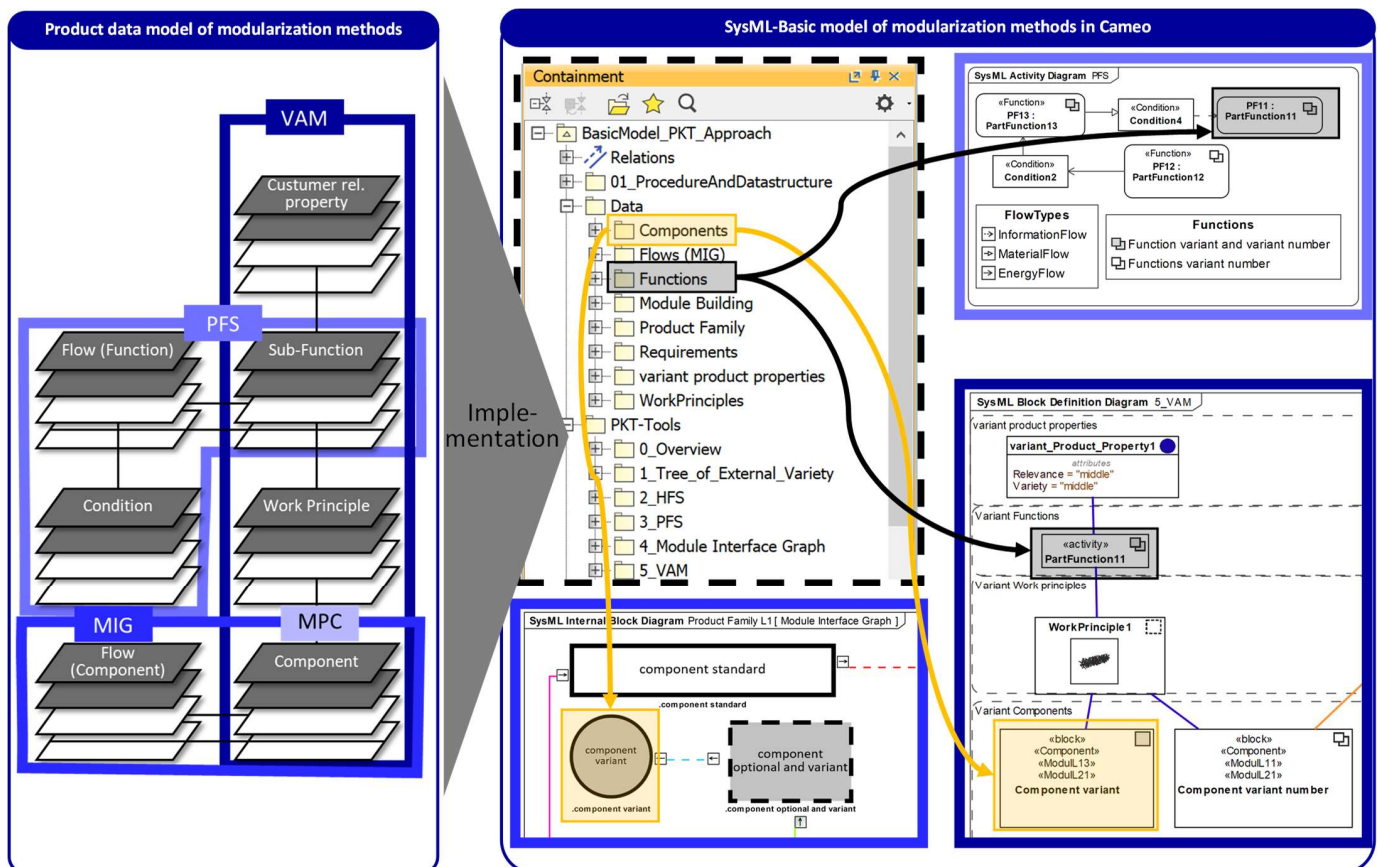 Product data model of modularization methods
VAM
Custumer rel.
property
PFS
Flow (Function)
Sub-Function
Condition
Work Principle
MIG
MPC
Flow
(Component)
Component
Imple-
mentation
SysML-Basic model of modularization methods in Cameo
Containment
BasicModel_PKT_Approach
Relations
01_ProcedureAndDatastructure
Data
Components
Flows (MIG)
Functions
Module Building
Product Family
Requirements
variant product properties
WorkPrinciples
PKT-Tools
0_Overview
1_Tree_of_External_Variety
2_HFS
3_PFS
4_Module Interface Graph
5_VAM
SysML Activity Diagram PFS
«Function»
PF13 :
PartFunction13
«Condition»
Condition4
PF11 :
PartFunction11
«Condition»
Condition2
«Function»
PF12 :
PartFunction12
FlowTypes
InformationFlow
MaterialFlow
EnergyFlow
Functions
Function variant and variant number
Functions variant number
SysML Internal Block Diagram Product Family L1 [ Module Interface Graph ]
component standard
.component standard
component
variant
.component variant
component
optional and variant
.component optional and variant
SysML Block Definition Diagram 5_VAM
variant product properties
variant_Product_Property1
attributes
Relevance = "middle"
Variety = "middle"
Variant Functions
«activity»
PartFunction11
Variant Work principles
WorkPrinciple1
Variant Components
«block»
«Component»
«ModulL13»
«ModulL21»
Component variant
«block»
«Component»
«ModulL11»
«ModulL21»
Component variant number